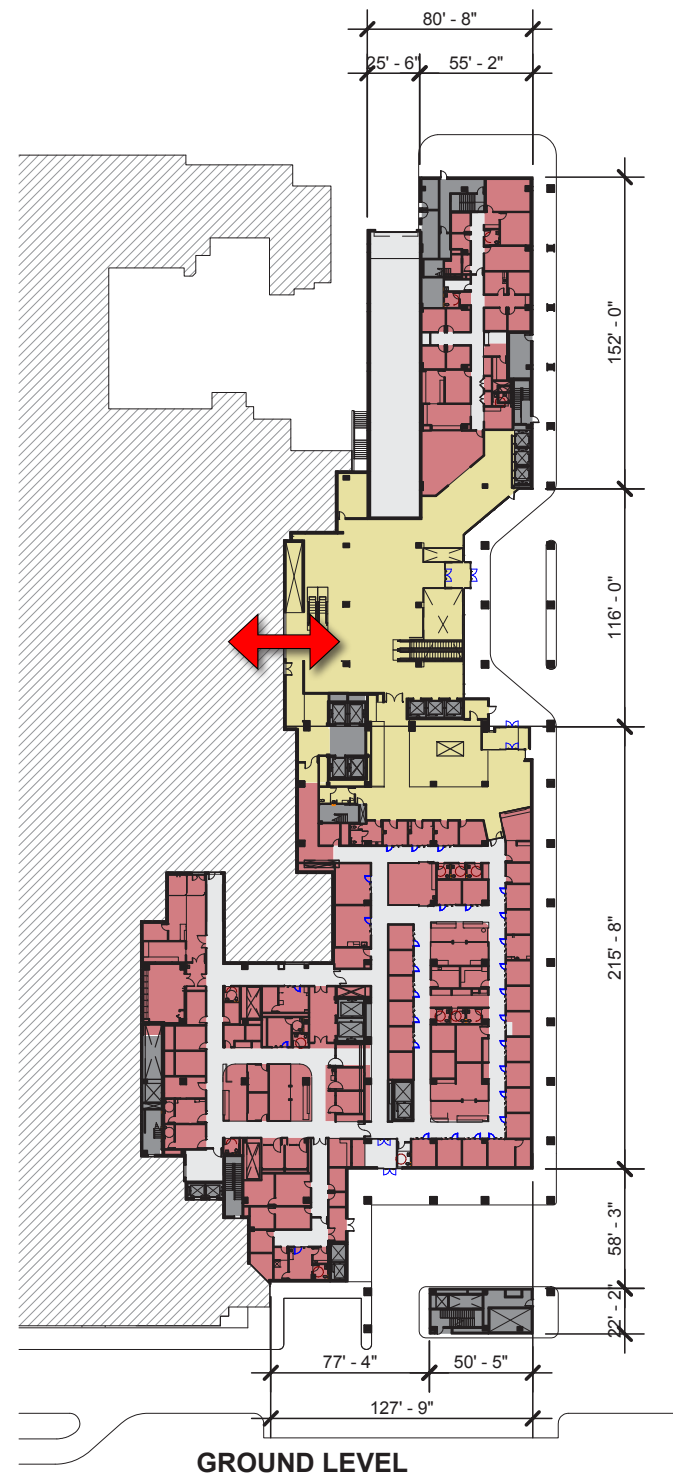 80' - 8"
25' - 6"
55' - 2"
152' - 0"
116' - 0"
215' - 8"
58' - 3"
22' - 2"
77' - 4"
50' - 5"
127' - 9"
GROUND LEVEL